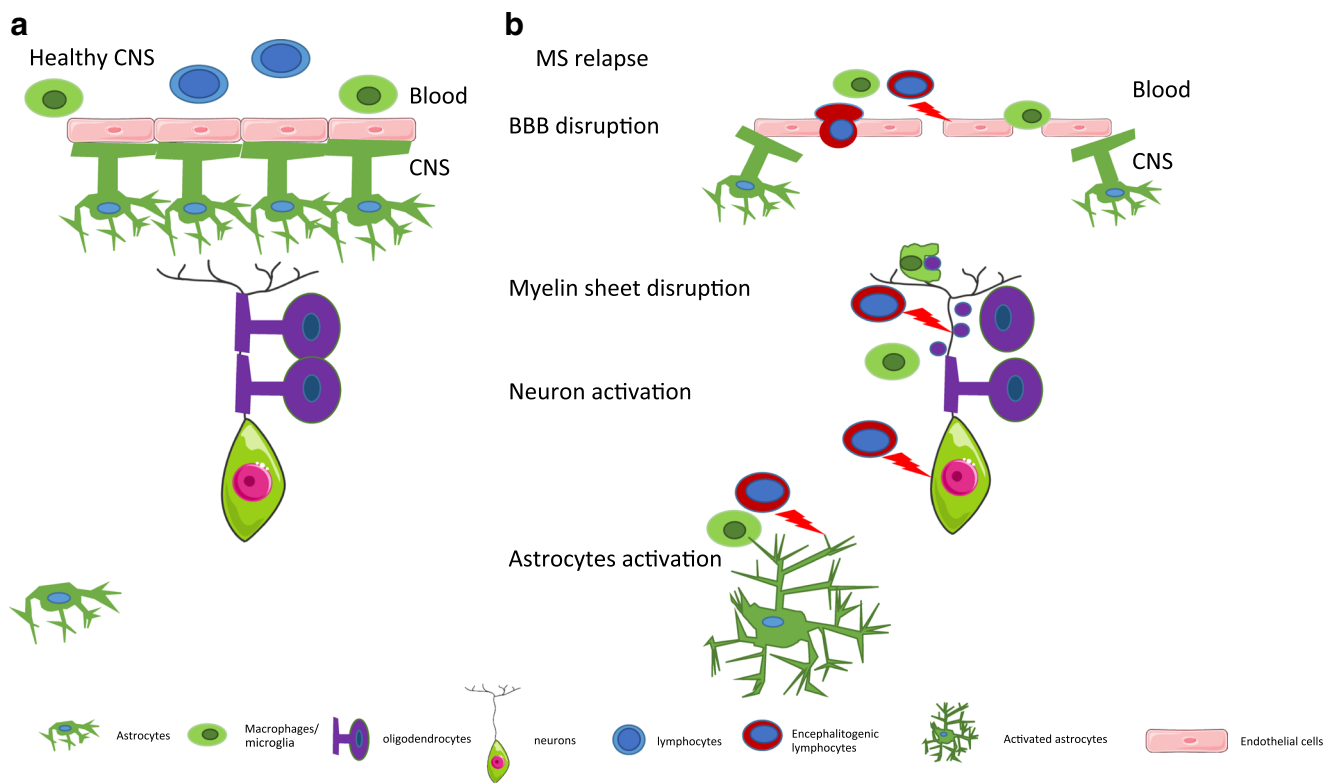 a
Healthy CNS
Blood
CNS
b
MS relapse
BBB disruption
Blood
CNS
Myelin sheet disruption
Neuron activation
Astrocytes activation
Astrocytes
Macrophages/
microglia
oligodendrocytes
neurons
lymphocytes
Encephalitogenic
lymphocytes
Activated astrocytes
Endothelial cells